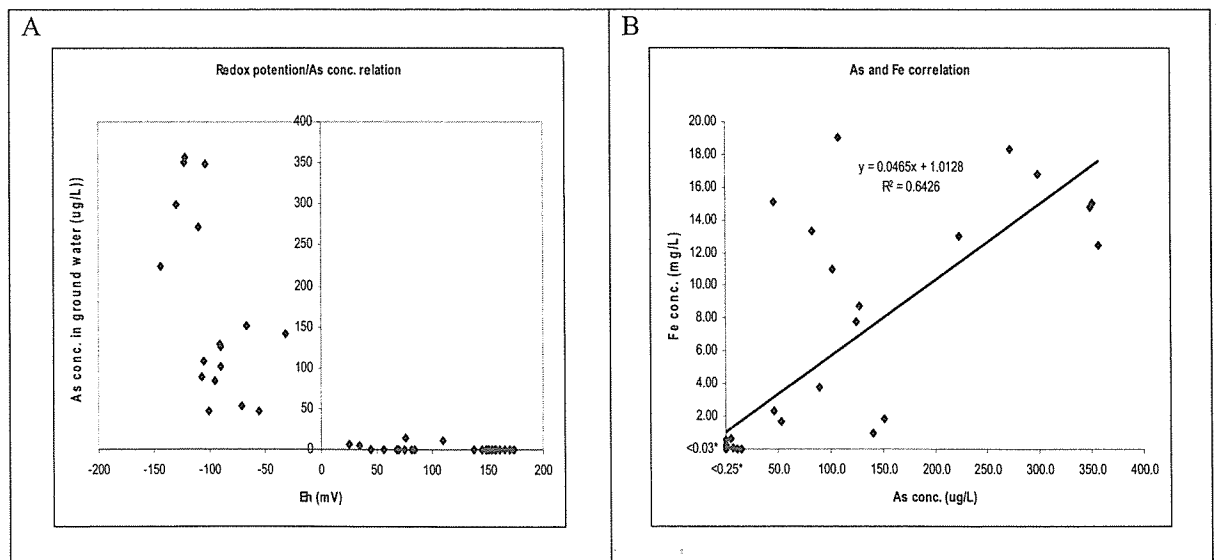 A
Redox potention/As conc. relation
As conc. in ground water (ug/L))
400
350
300
250
200
150
100
50
0
-200 -150 -100 -50 0 50 100 150 200
Eh (mV)
B
As and Fe correlation
Fe conc. (mg/L)
20.00
18.00
16.00
14.00
12.00
10.00
8.00
6.00
4.00
2.00
<0.03*
y = 0.0465x + 1.0128
R² = 0.6426
<0.25* 50.0 100.0 150.0 200.0 250.0 300.0 350.0 400.0
As conc. (ug/L)